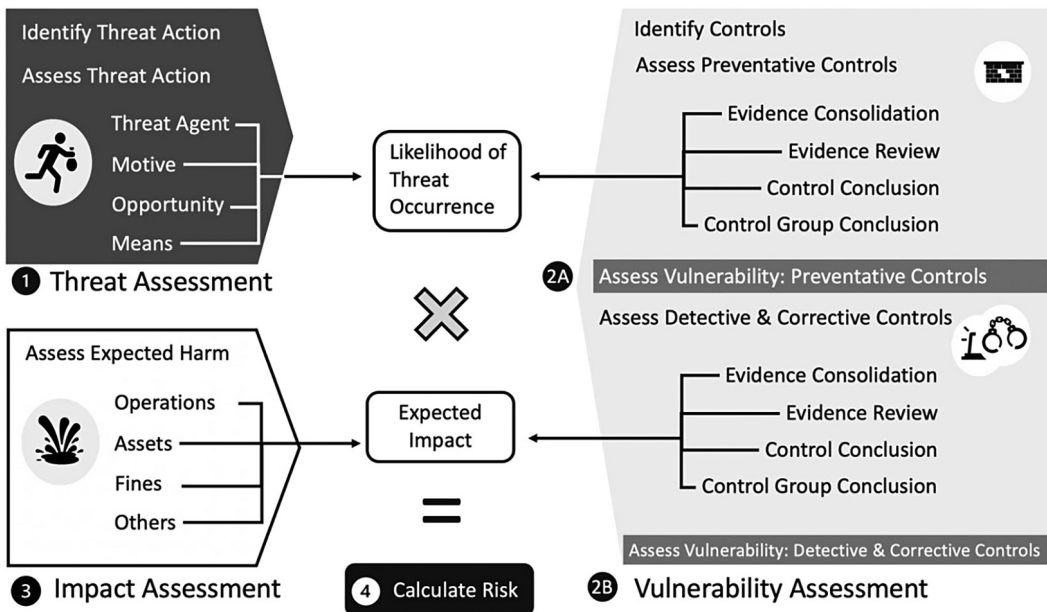 Identify Threat Action
Assess Threat Action
Threat Agent
Motive
Opportunity
Means
1 Threat Assessment
Likelihood of
Threat
Occurrence
Identify Controls
Assess Preventative Controls
Evidence Consolidation
Evidence Review
Control Conclusion
Control Group Conclusion
2A
Assess Vulnerability: Preventative Controls
Assess Detective & Corrective Controls
Evidence Consolidation
Evidence Review
Control Conclusion
Control Group Conclusion
Assess Vulnerability: Detective & Corrective Controls
2B Vulnerability Assessment
Assess Expected Harm
Operations
Assets
Fines
Others
3 Impact Assessment
Expected
Impact
=
4 Calculate Risk